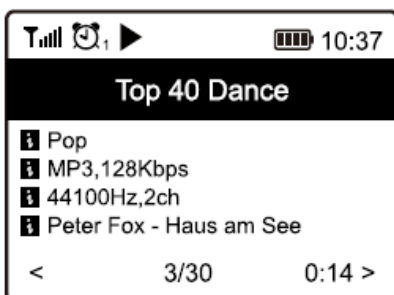 1 10:37
Top 40 Dance
i Pop
i MP3,128Kbps
i 44100Hz,2ch
i Peter Fox - Haus am See
< 3/30 0:14 >